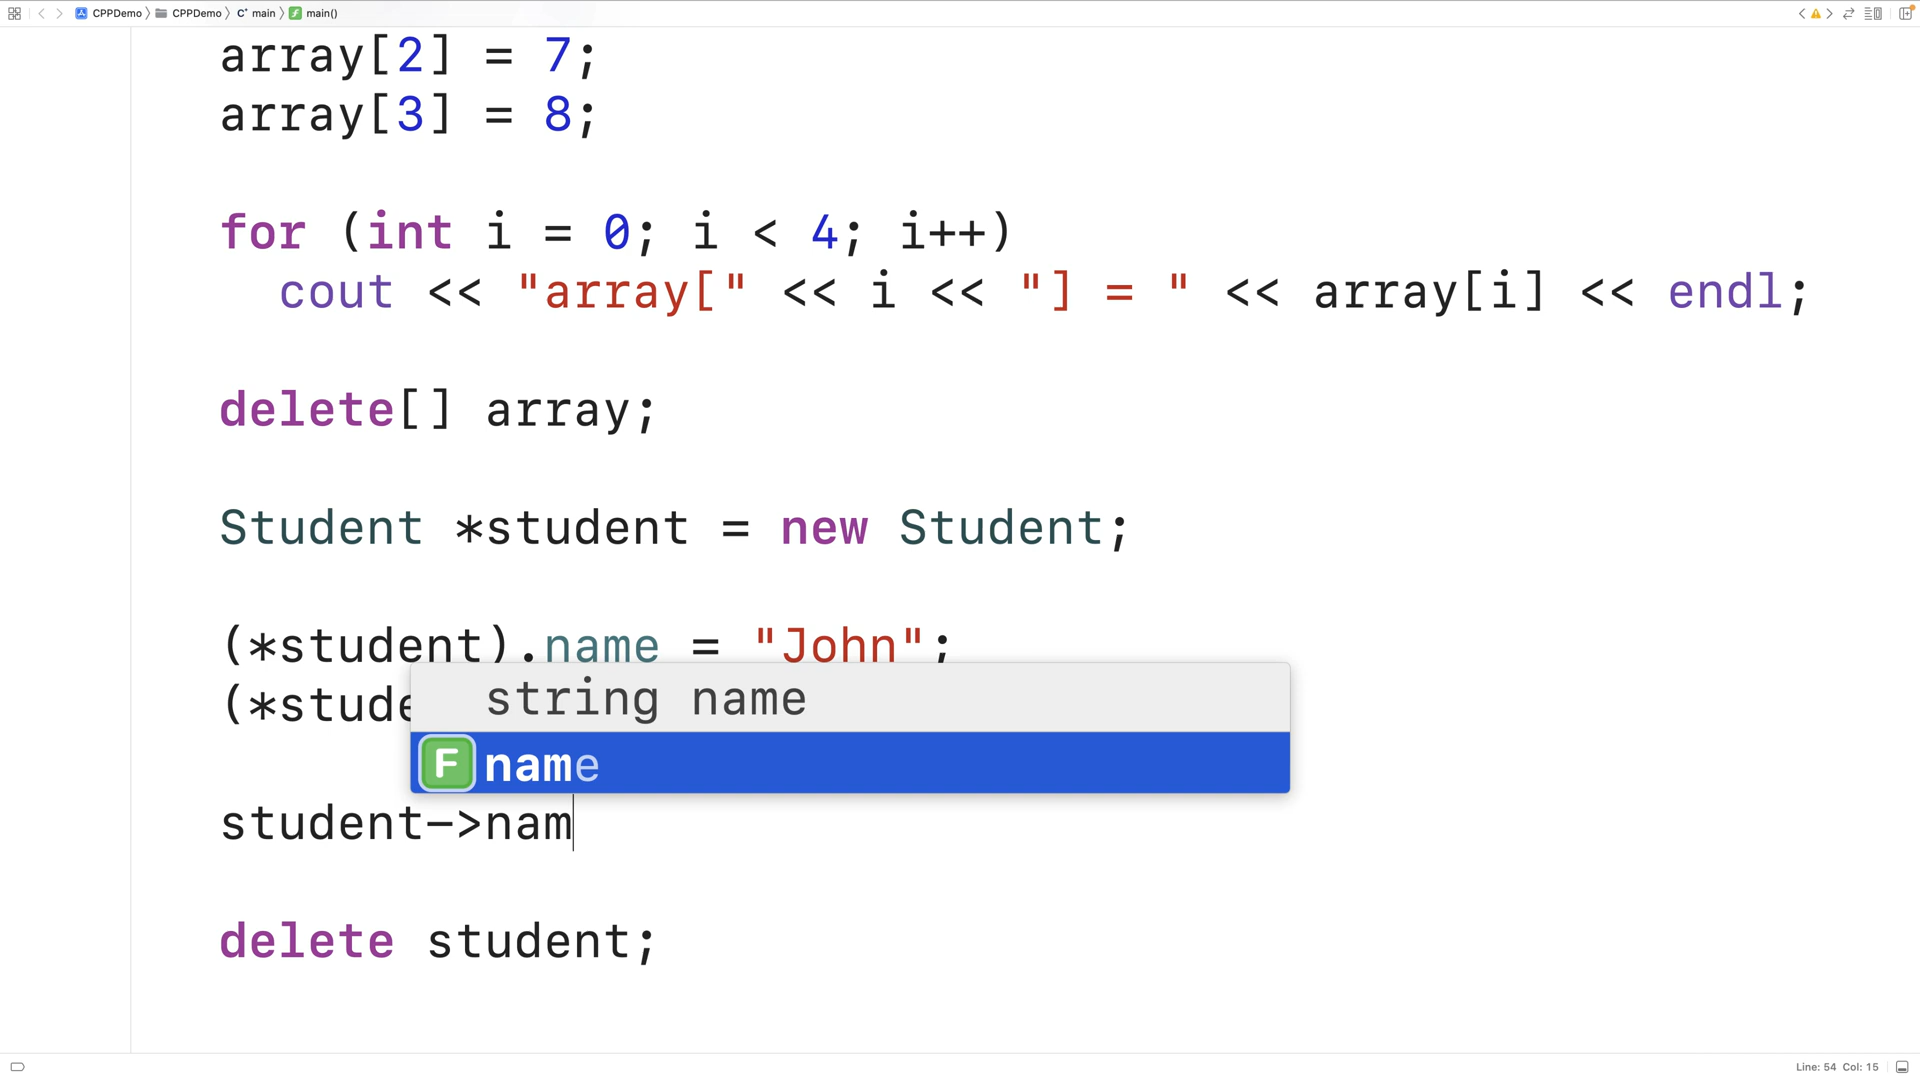 CPPDemo CPPDemo C+ main f main()
array[2] = 7;
array[3] = 8;
for (int i = 0; i < 4; i++)
cout << "array[" << i << "] = " << array[i] << endl;
delete[] array;
Student *student = new Student;
(*student).name = "John";
(*stude
string name
F name
student->nam
delete student;
Line: 54 Col: 15